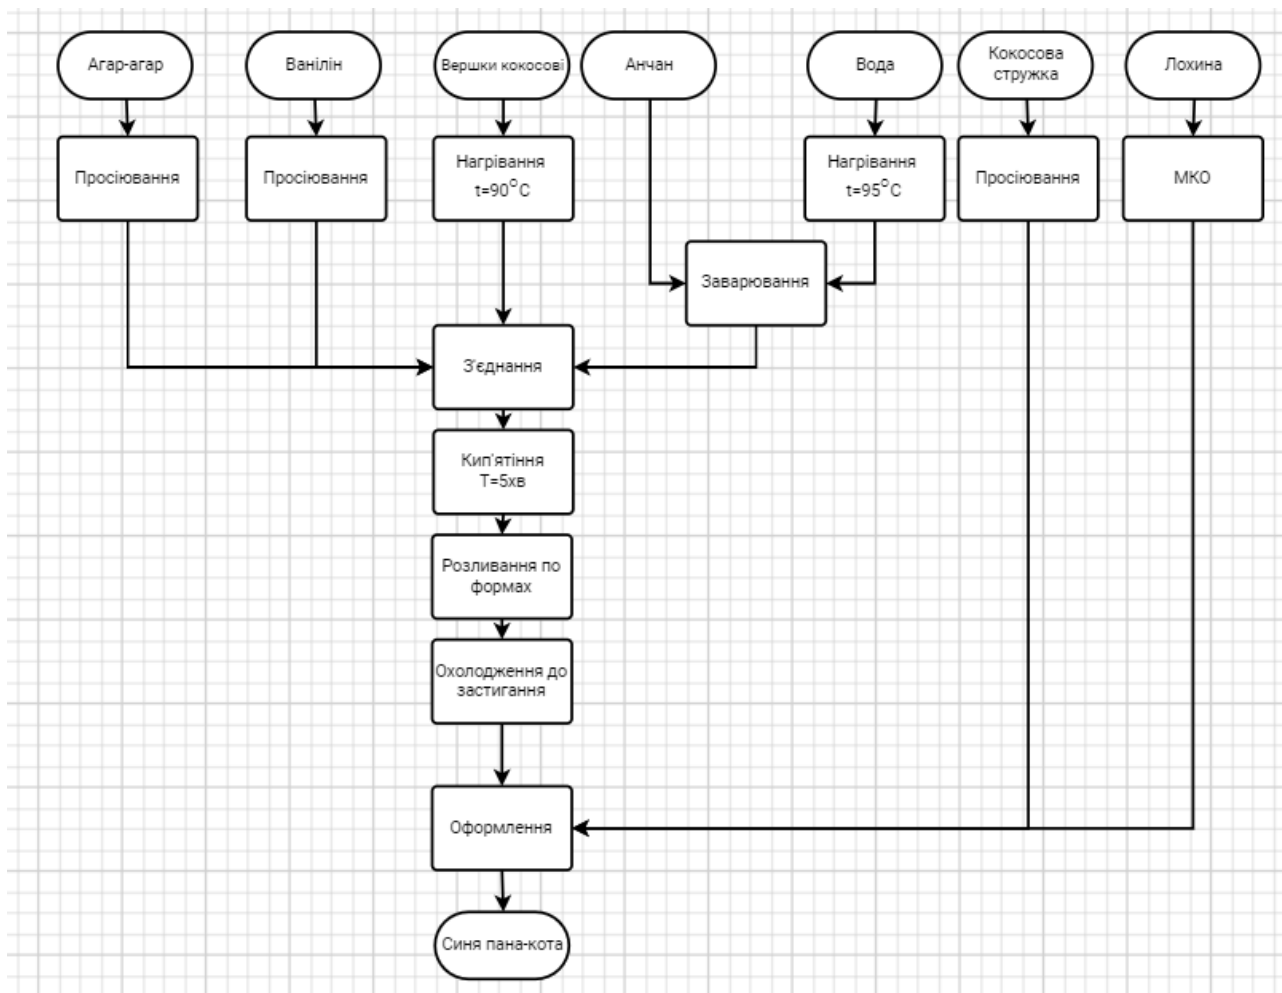 Агар-агар
Ванілін
Вершки кокосові
Анчан
Вода
Кокосова
стружка
Лохина
Просіювання
Просіювання
Нагрівання
t=90°C
Нагрівання
t=95°C
Просіювання
МКО
Заварювання
З'єднання
Кип'ятіння
Т=5хв
Розливання по
формах
Охолодження до
застигання
Оформлення
Синя пана-кота